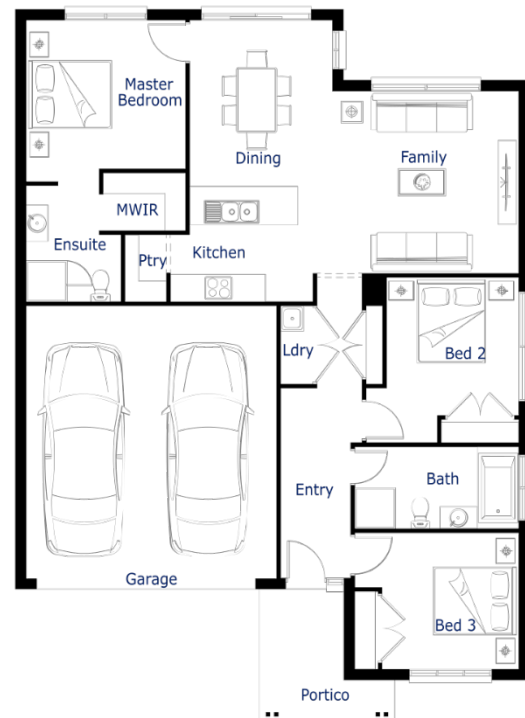 Master
Bedroom
Dining
Family
MWIR
Ensuite
Ptry
Kitchen
Ldry
Bed 2
Bath
Entry
Garage
Bed 3
Portico